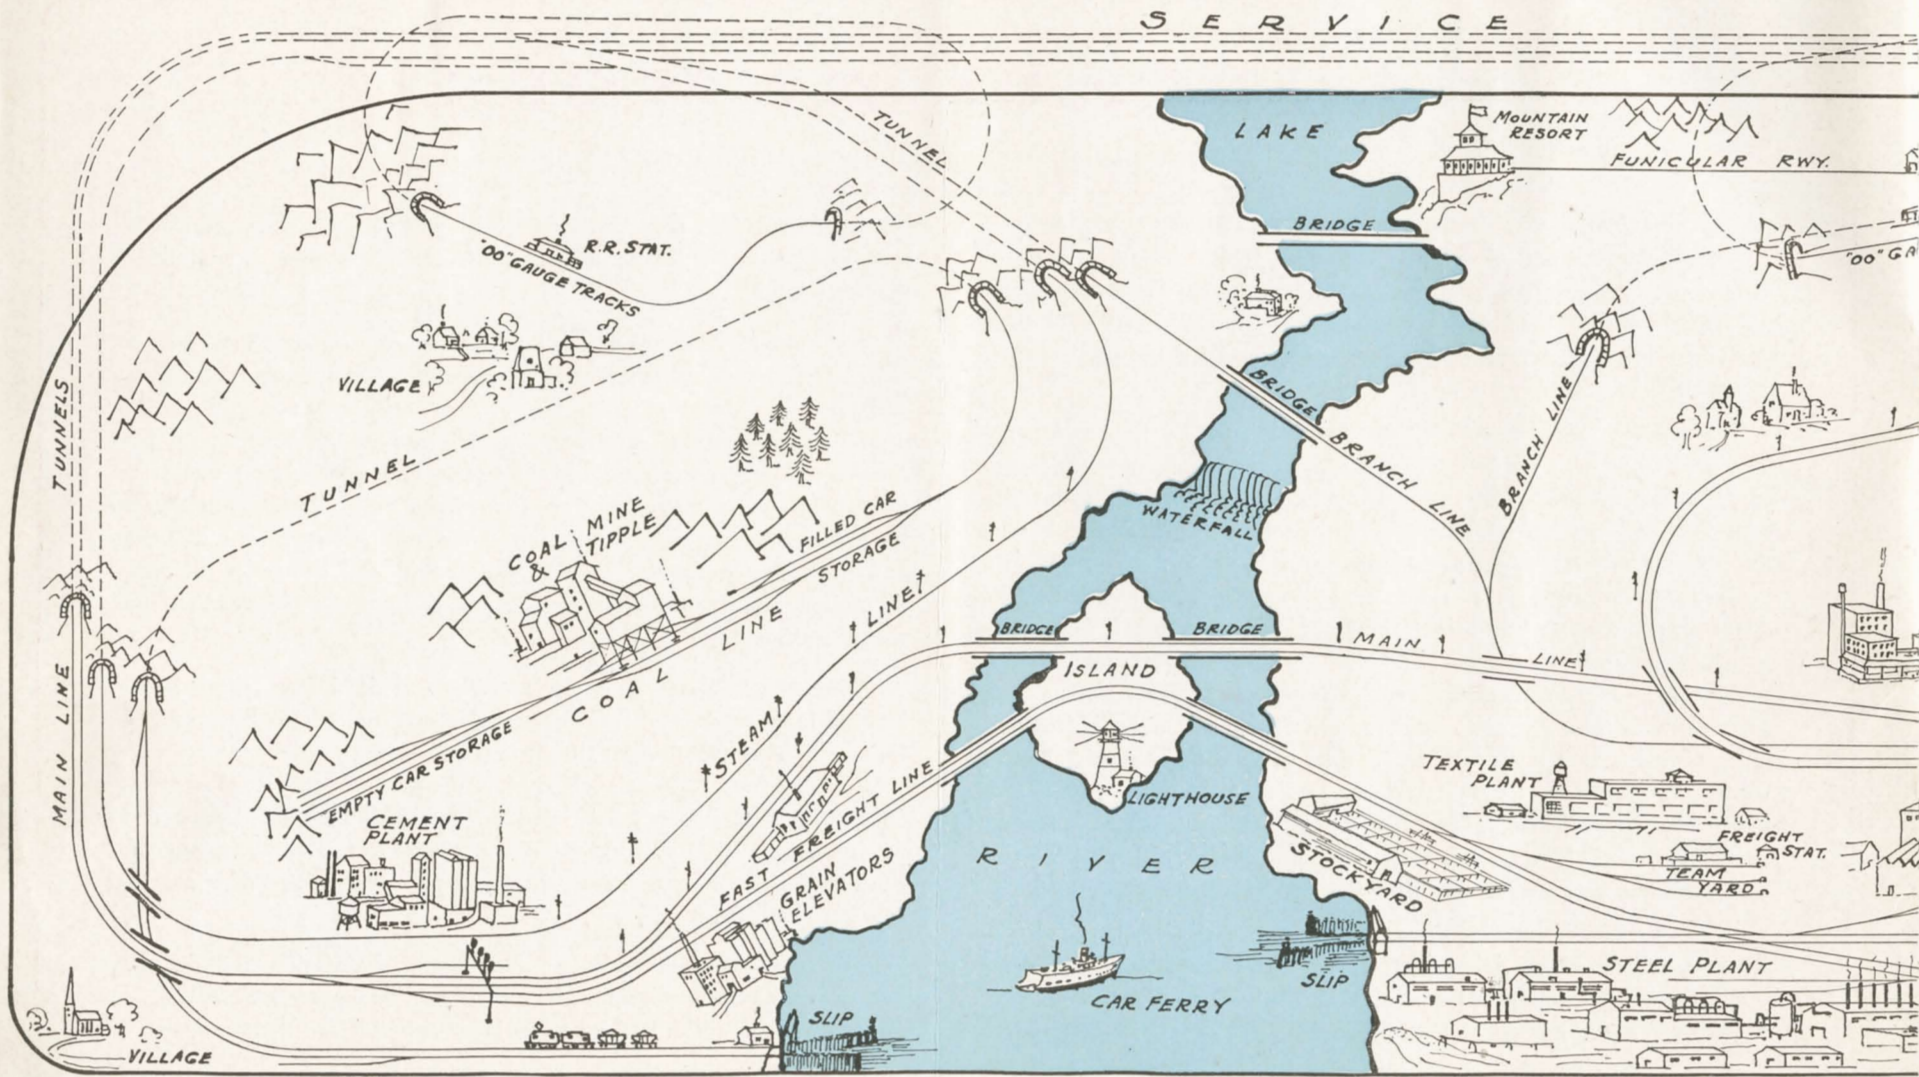 SERVICE
TUNNEL
LAKE
MOUNTAIN
RESORT
FUNICULAR RWY.
BRIDGE
R.R. STAT.
"OO" GAUGE TRACKS
"OO" GA
VILLAGE
TUNNELS
TUNNEL
BRIDGE
BRANCH LINE
BRANCH LINE
WATERFALL
COAL MINE
& TIPPLE
FILLED CAR
STORAGE
COAL LINE
EMPTY CAR STORAGE
STEAM LINE
BRIDGE
BRIDGE
MAIN LINE
ISLAND
LIGHTHOUSE
MAIN LINE
CEMENT
PLANT
FAST FREIGHT LINE
GRAIN
ELEVATORS
RIVER
TEXTILE
PLANT
FREIGHT
STAT.
TEAM
YARD
STOCKYARD
STEEL PLANT
SLIP
CAR FERRY
SLIP
VILLAGE